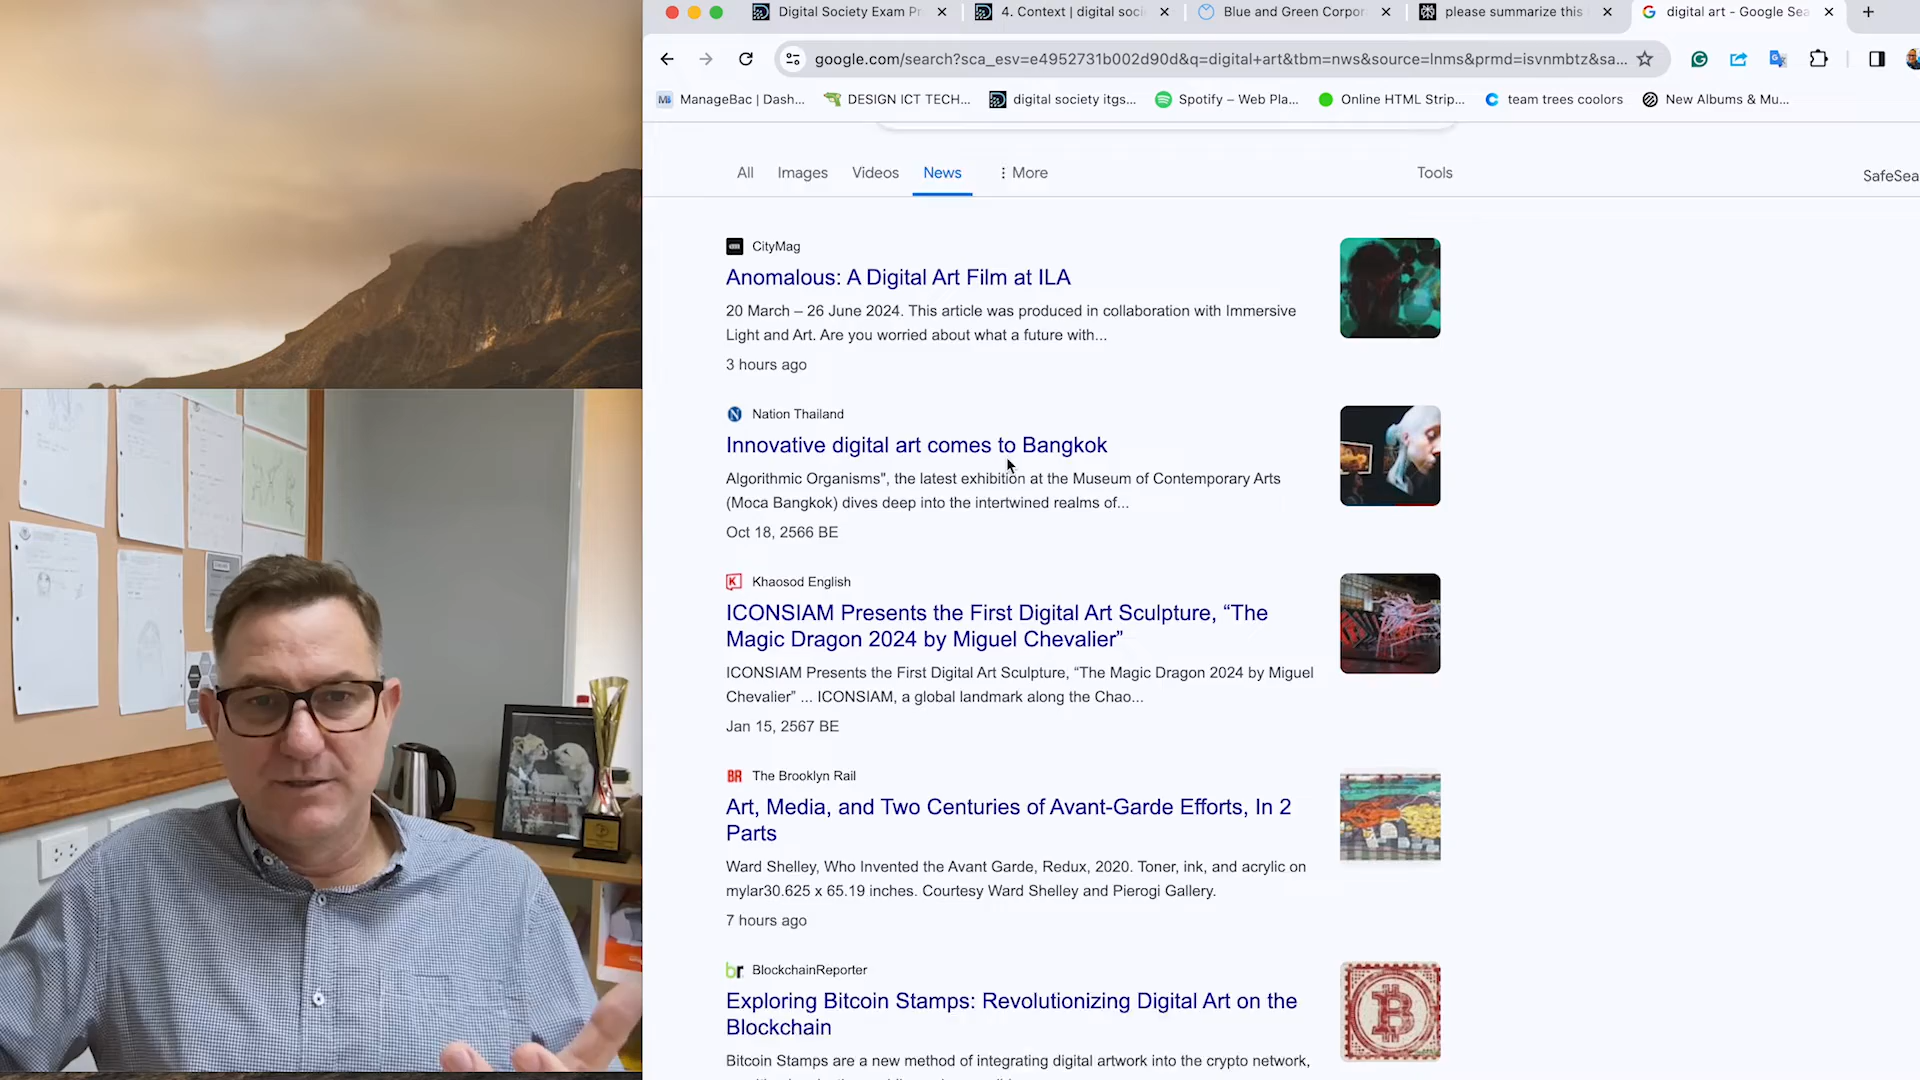 Digital Society Exam Pr
4. Context | digital soci
Blue and Green Corpor
please summarize this
digital art - Google Sea
google.com/search?sca_esv=e4952731b002d90d&q=digital+art&tbm=nws&source=lnms&prmd=isvnmbtz&sa...
ManageBac | Dash...
DESIGN ICT TECH...
digital society itgs...
Spotify – Web Pla...
Online HTML Strip...
team trees coolors
New Albums & Mu...
All
Images
Videos
News
More
Tools
SafeSea
CityMag
Anomalous: A Digital Art Film at ILA
20 March – 26 June 2024. This article was produced in collaboration with Immersive
Light and Art. Are you worried about what a future with...
3 hours ago
Nation Thailand
Innovative digital art comes to Bangkok
Algorithmic Organisms", the latest exhibition at the Museum of Contemporary Arts
(Moca Bangkok) dives deep into the intertwined realms of...
Oct 18, 2566 BE
Khaosod English
ICONSIAM Presents the First Digital Art Sculpture, “The
Magic Dragon 2024 by Miguel Chevalier”
ICONSIAM Presents the First Digital Art Sculpture, “The Magic Dragon 2024 by Miguel
Chevalier” ... ICONSIAM, a global landmark along the Chao...
Jan 15, 2567 BE
BR The Brooklyn Rail
Art, Media, and Two Centuries of Avant-Garde Efforts, In 2
Parts
Ward Shelley, Who Invented the Avant Garde, Redux, 2020. Toner, ink, and acrylic on
mylar30.625 x 65.19 inches. Courtesy Ward Shelley and Pierogi Gallery.
7 hours ago
br BlockchainReporter
Exploring Bitcoin Stamps: Revolutionizing Digital Art on the
Blockchain
Bitcoin Stamps are a new method of integrating digital artwork into the crypto network,